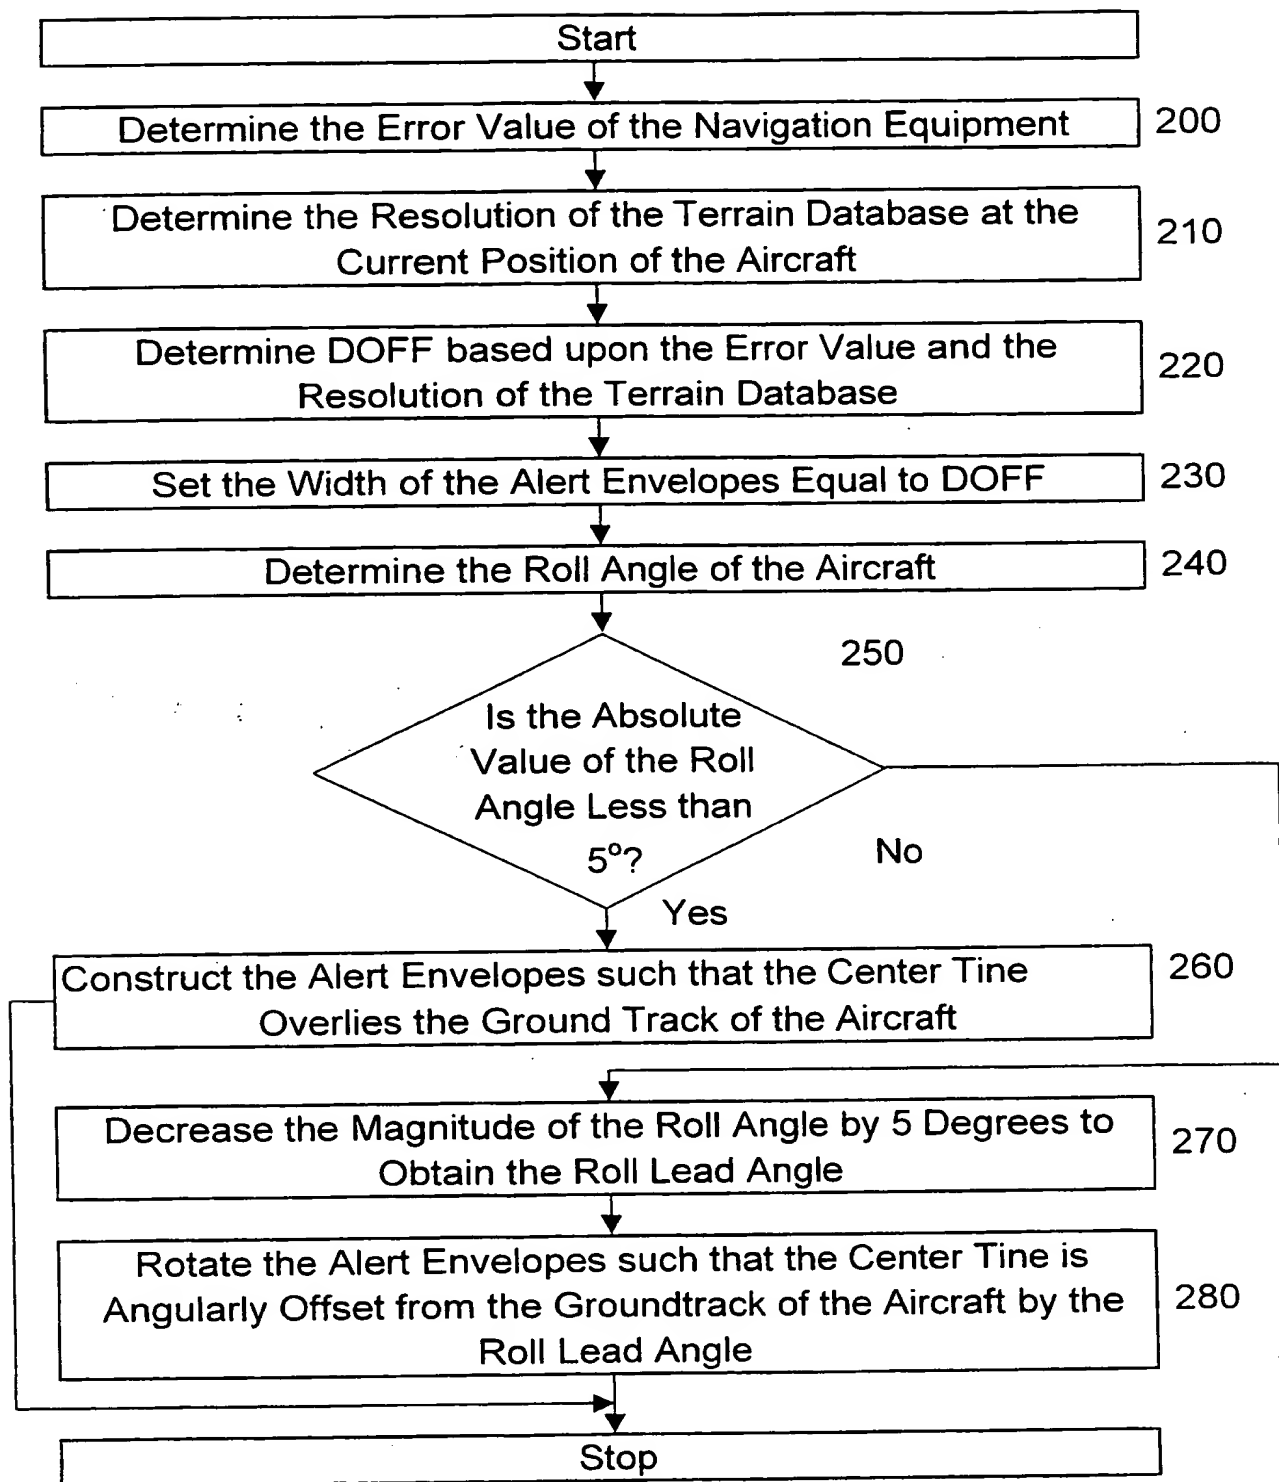 Start
Determine the Error Value of the Navigation Equipment
200
Determine the Resolution of the Terrain Database at the
Current Position of the Aircraft
210
Determine DOFF based upon the Error Value and the
Resolution of the Terrain Database
220
Set the Width of the Alert Envelopes Equal to DOFF
230
Determine the Roll Angle of the Aircraft
240
250
Is the Absolute
Value of the Roll
Angle Less than
5º?
No
Yes
Construct the Alert Envelopes such that the Center Tine
Overlies the Ground Track of the Aircraft
260
Decrease the Magnitude of the Roll Angle by 5 Degrees to
Obtain the Roll Lead Angle
270
Rotate the Alert Envelopes such that the Center Tine is
Angularly Offset from the Groundtrack of the Aircraft by the
Roll Lead Angle
280
Stop